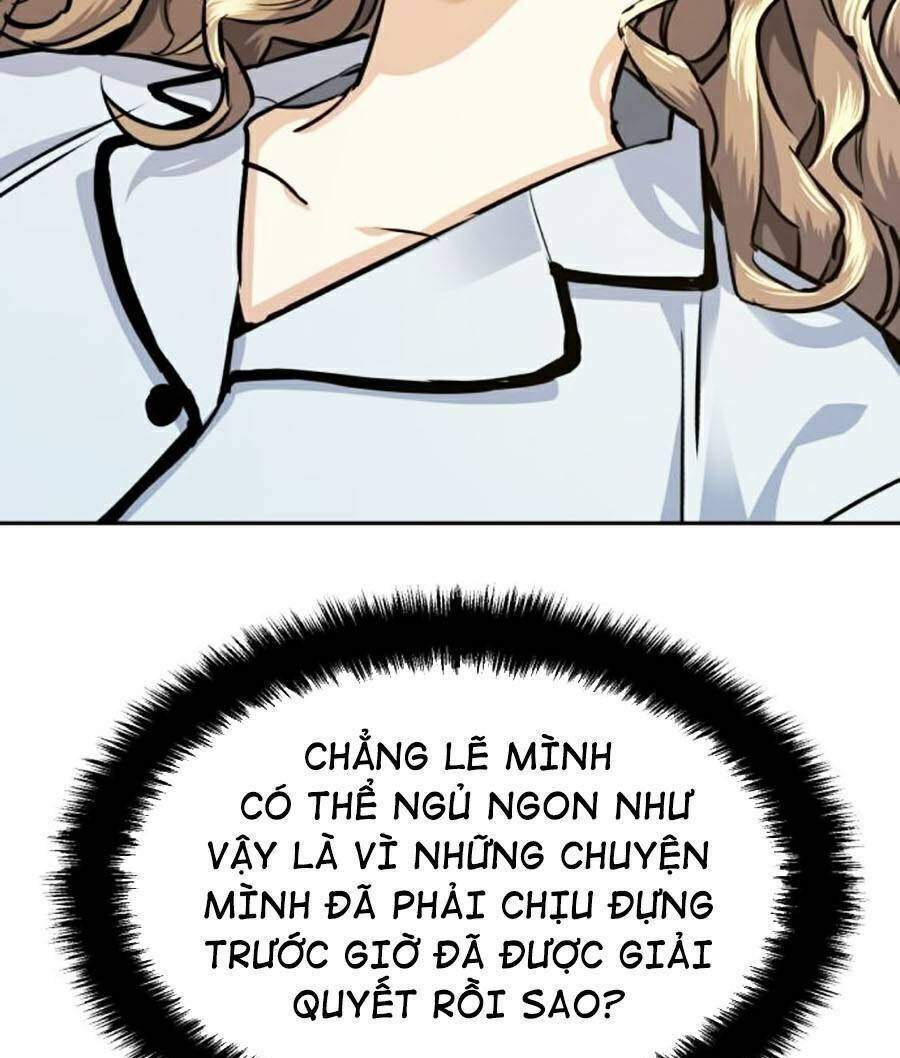 CHẲNG LẼ MÌNH
CÓ THỂ NGỦ NGON NHƯ
VẬY LÀ VÌ NHỮNG CHUYỆN
MÌNH ĐÃ PHẢI CHỊU ĐỰNG
TRƯỚC GIỜ ĐÃ ĐƯỢC GIẢI
QUYẾT RỒI SAO?